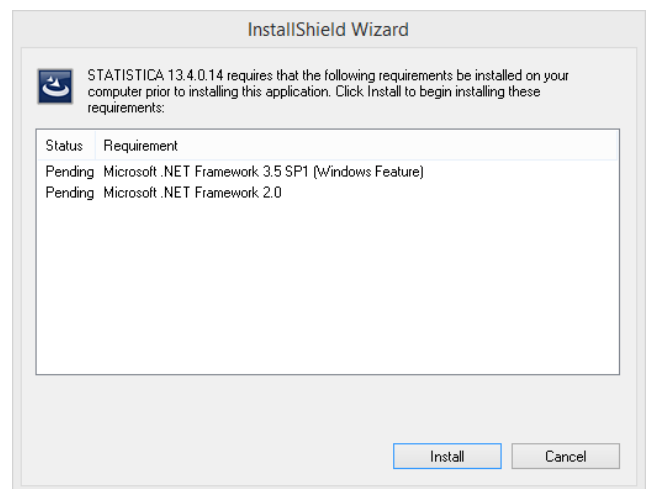 InstallShield Wizard
STATISTICA 13.4.0.14 requires that the following requirements be installed on your
computer prior to installing this application. Click Install to begin installing these
requirements:
Status Requirement
Pending Microsoft .NET Framework 3.5 SP1 (Windows Feature)
Pending Microsoft .NET Framework 2.0
Install Cancel